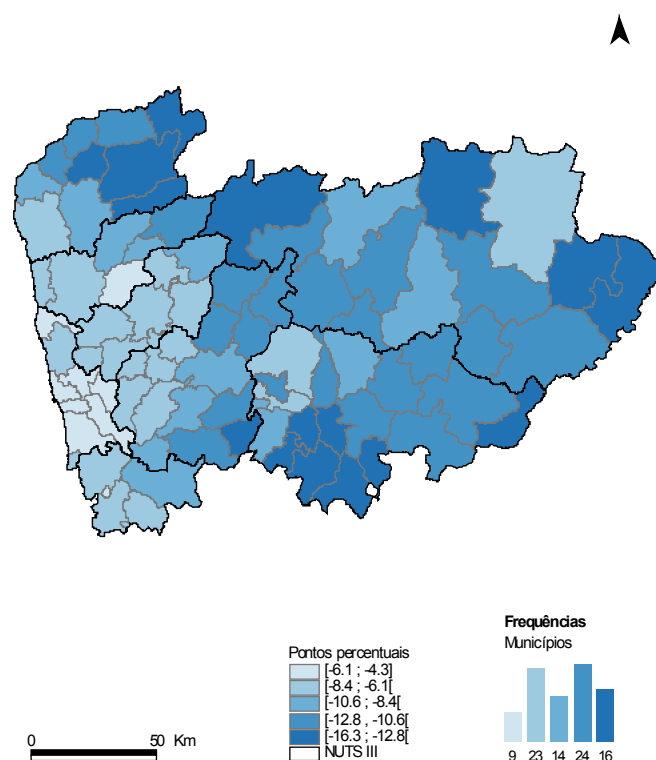 Pontos percentuais
[-6.1 ; -4.3]
[-8.4 ; -6.1[
[-10.6 ; -8.4[
[-12.8 , -10.6[
[-16.3 ; -12.8[
NUTS III
0 50 Km
Frequências
Municípios
9 23 14 24 16